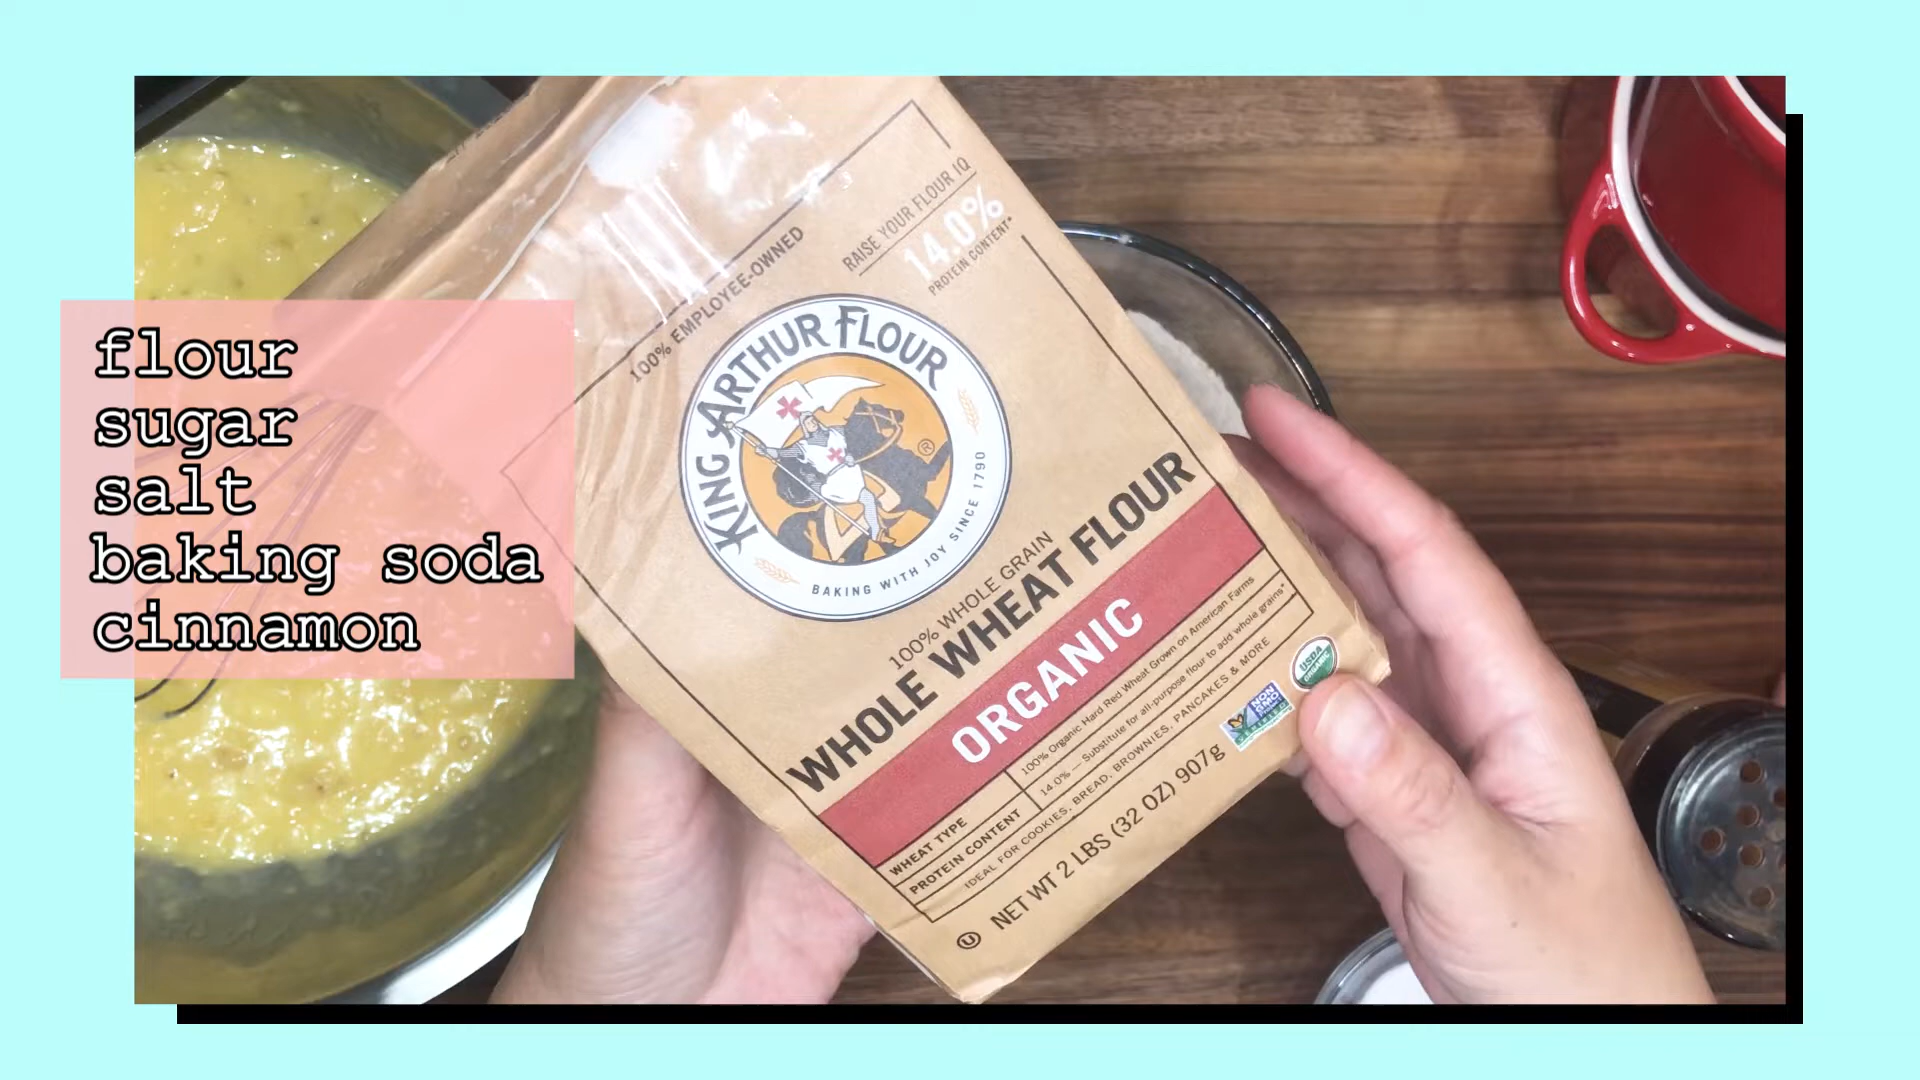 flour
sugar
salt
baking soda
cinnamon
100% EMPLOYEE-OWNED
RAISE YOUR FLOUR IQ
14.0%
PROTEIN CONTENT*
KING ARTHUR FLOUR
®
BAKING WITH JOY SINCE 1790
100% WHOLE GRAIN
WHOLE WHEAT FLOUR
ORGANIC
WHEAT TYPE
100% Organic Hard Red Wheat Grown on American Farms
PROTEIN CONTENT
14.0% — Substitute for all-purpose flour to add whole grains*
IDEAL FOR COOKIES, BREAD, BROWNIES, PANCAKES & MORE
U NET WT 2 LBS (32 OZ) 907g
NON
GMO
VERIFIED
USDA
ORGANIC